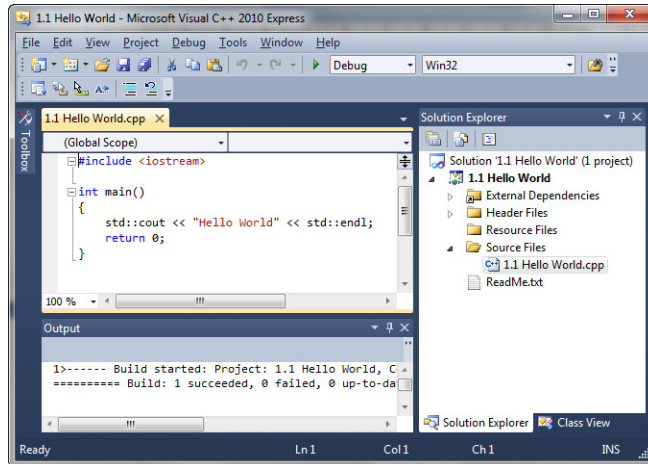 1.1 Hello World - Microsoft Visual C++ 2010 Express
File Edit View Project Debug Tools Window Help
Debug Win32
Toolbox
1.1 Hello World.cpp
(Global Scope)
#include <iostream>
int main()
{
std::cout << "Hello World" << std::endl;
return 0;
}
100 %
Output
1>------ Build started: Project: 1.1 Hello World, C
========== Build: 1 succeeded, 0 failed, 0 up-to-da
Solution Explorer
Solution '1.1 Hello World' (1 project)
1.1 Hello World
External Dependencies
Header Files
Resource Files
Source Files
1.1 Hello World.cpp
ReadMe.txt
Solution Explorer Class View
Ready Ln 1 Col 1 Ch 1 INS